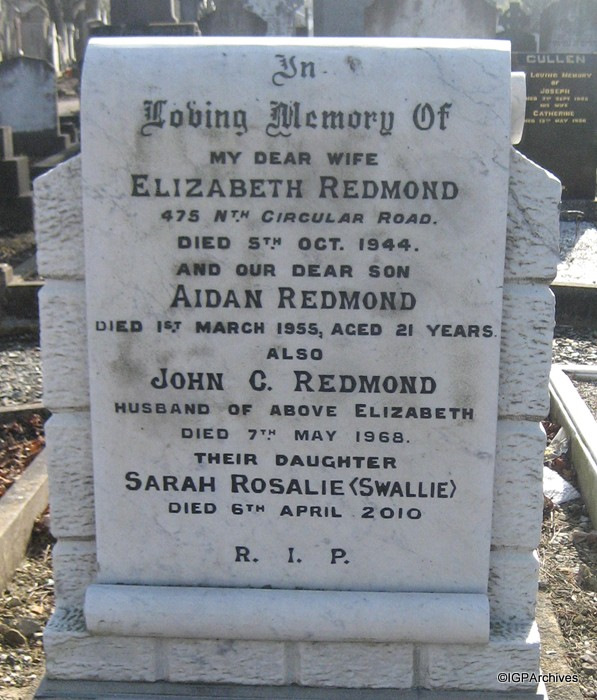 In
Loving Memory Of
MY DEAR WIFE
ELIZABETH REDMOND
475 NTH CIRCULAR ROAD.
DIED 5TH OCT. 1944.
AND OUR DEAR SON
AIDAN REDMOND
DIED 1ST MARCH 1955, AGED 21 YEARS.
ALSO
JOHN C. REDMOND
HUSBAND OF ABOVE ELIZABETH
DIED 7TH MAY 1968.
THEIR DAUGHTER
SARAH ROSALIE (SWALLIE)
DIED 6TH APRIL 2010
R. I. P.
CULLEN
LOVING MEMORY
OF
JOSEPH
CATHERINE
©IGPArchives